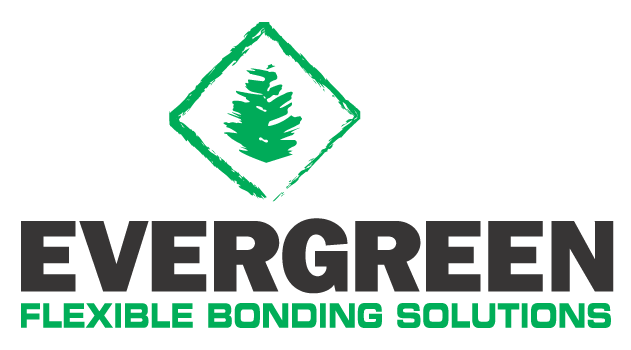 EVERGREEN
FLEXIBLE BONDING SOLUTIONS